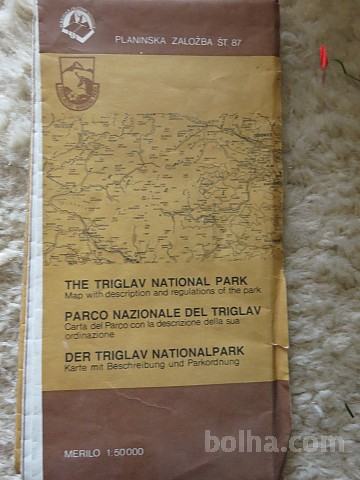 PLANINSKA ZALOŽBA ŠT. 87
THE TRIGLAV NATIONAL PARK
Map with description and regulations of the park
PARCO NAZIONALE DEL TRIGLAV
Carta del Parco con la descrizione della sua
ordinazione
DER TRIGLAV NATIONALPARK
Karte mit Beschreibung und Parkordnung
MERILO 1:50000
bolha.com